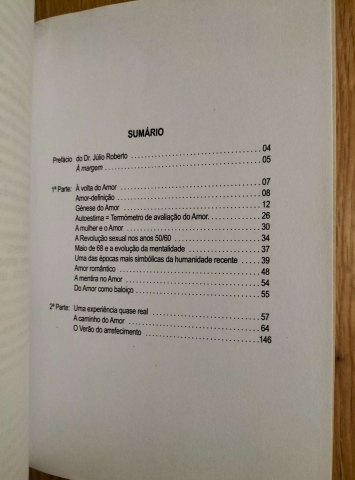 SUMÁRIO
Prefácio do Dr. Júlio Roberto ........................................ 04
À margem ........................................ 05
1ª Parte: À volta do Amor ........................................ 07
Amor-definição ........................................ 08
Génese do Amor ........................................ 12
Autoestima = Termómetro de avaliação do Amor. ................ 26
A mulher e o Amor ........................................ 30
A Revolução sexual nos anos 50/60 ........................ 34
Maio de 68 e a evolução da mentalidade .................... 37
Uma das épocas mais simbólicas da humanidade recente ...... 39
Amor romântico ........................................ 48
A mentira no Amor ........................................ 54
Do Amor como baloiço ........................................ 55
2ª Parte: Uma experiência quase real ........................ 57
A caminho do Amor ........................................ 64
O Verão do arrefecimento ........................................ 146